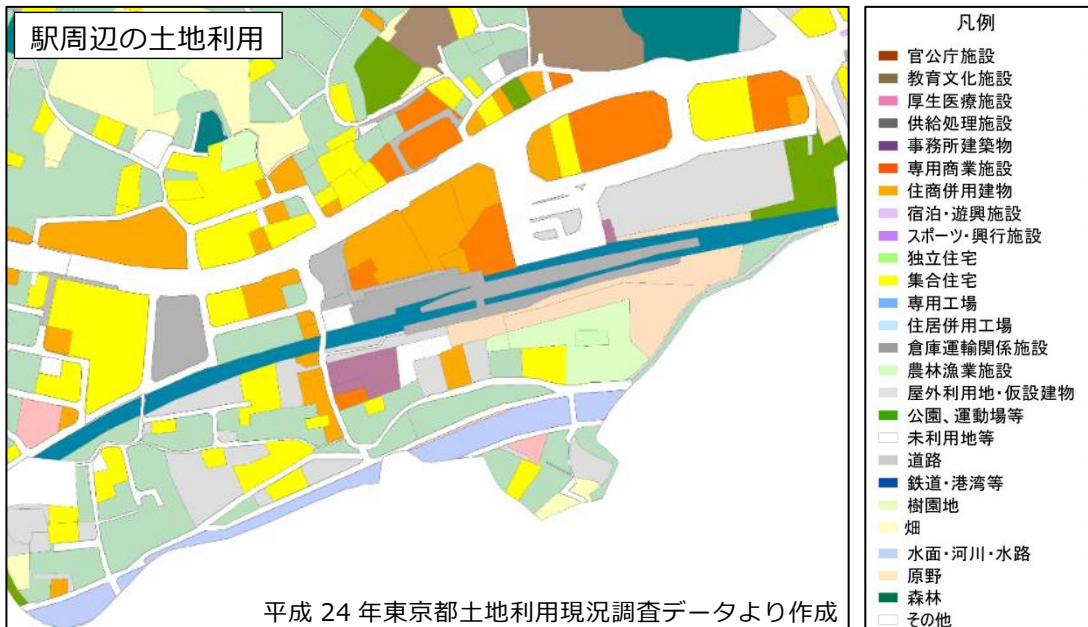 駅周辺の土地利用
平成 24 年東京都土地利用現況調査データより作成
凡例
官公庁施設
教育文化施設
厚生医療施設
供給処理施設
事務所建築物
専用商業施設
住商併用建物
宿泊・遊興施設
スポーツ・興行施設
独立住宅
集合住宅
専用工場
住居併用工場
倉庫運輸関係施設
農林漁業施設
屋外利用地・仮設建物
公園、運動場等
未利用地等
道路
鉄道・港湾等
樹園地
畑
水面・河川・水路
原野
森林
その他